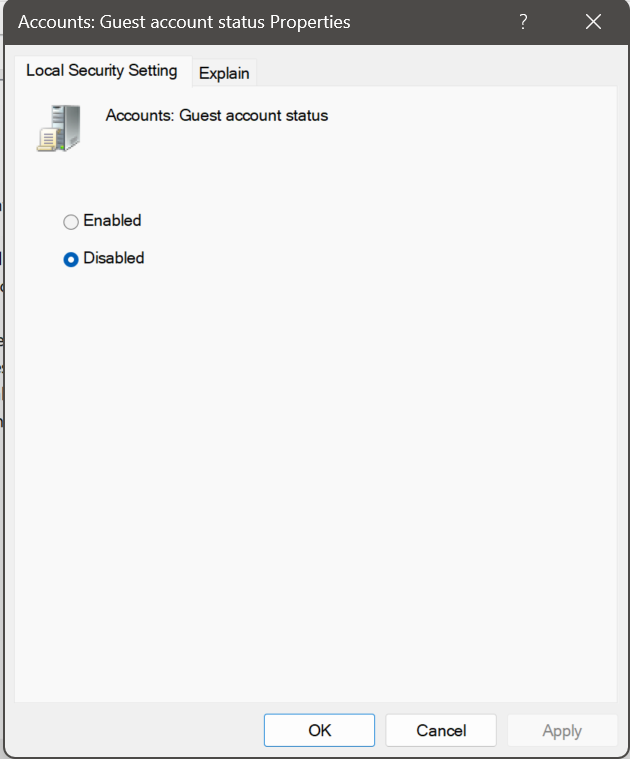 Accounts: Guest account status Properties ?
Local Security Setting Explain
Accounts: Guest account status
Enabled
Disabled
OK Cancel Apply